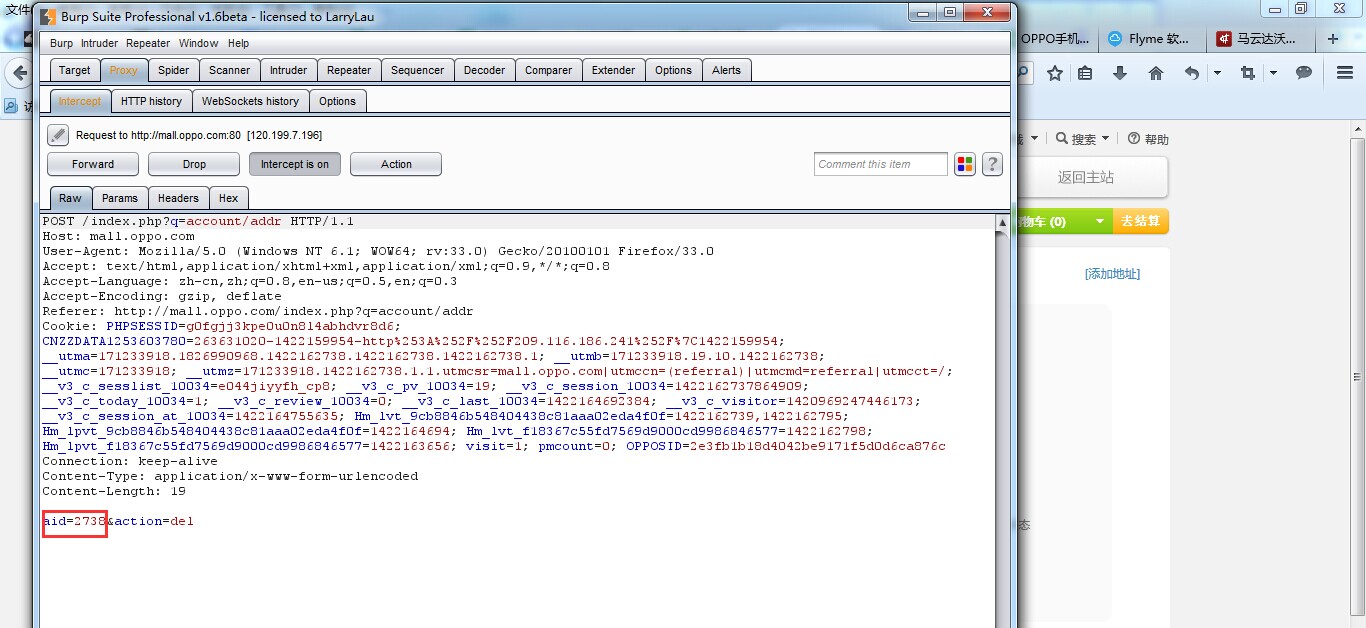 文件
Burp Suite Professional v1.6beta - licensed to LarryLau
Burp Intruder Repeater Window Help
Target Proxy Spider Scanner Intruder Repeater Sequencer Decoder Comparer Extender Options Alerts
Intercept HTTP history WebSockets history Options
Request to http://mall.oppo.com:80 [120.199.7.196]
Forward Drop Intercept is on Action Comment this item ?
Raw Params Headers Hex
POST /index.php?q=account/addr HTTP/1.1
Host: mall.oppo.com
User-Agent: Mozilla/5.0 (Windows NT 6.1; WOW64; rv:33.0) Gecko/20100101 Firefox/33.0
Accept: text/html,application/xhtml+xml,application/xml;q=0.9,*/*;q=0.8
Accept-Language: zh-cn,zh;q=0.8,en-us;q=0.5,en;q=0.3
Accept-Encoding: gzip, deflate
Referer: http://mall.oppo.com/index.php?q=account/addr
Cookie: PHPSESSID=g0fgjj3kpe0u0n814abhdvr8d6;
CNZZDATA1253603780=263631020-1422159954-http%253A%252F%252F209.116.186.241%252F%7C1422159954;
__utma=171233918.1826990968.1422162738.1422162738.1422162738.1; __utmb=171233918.19.10.1422162738;
__utmc=171233918; __utmz=171233918.1422162738.1.1.utmcsr=mall.oppo.com|utmccn=(referral)|utmcmd=referral|utmcct=/;
__v3_c_sesslist_10034=e044jiyyfh_cp8; __v3_c_pv_10034=19; __v3_c_session_10034=1422162737864909;
__v3_c_today_10034=1; __v3_c_review_10034=0; __v3_c_last_10034=1422164692384; __v3_c_visitor=1420969247446173;
__v3_c_session_at_10034=1422164755635; Hm_lvt_9cb8846b548404438c81aaa02eda4f0f=1422162739,1422162795;
Hm_lpvt_9cb8846b548404438c81aaa02eda4f0f=1422164694; Hm_lvt_f18367c55fd7569d9000cd9986846577=1422162798;
Hm_lpvt_f18367c55fd7569d9000cd9986846577=1422163656; visit=1; pmcount=0; OPPOSID=2e3fb1b18d4042be9171f5d0d6ca876c
Connection: keep-alive
Content-Type: application/x-www-form-urlencoded
Content-Length: 19
aid=2738&action=del
OPPO手机... Flyme 软... 马云达沃...
搜索 帮助
返回主站
物车 (0) 去结算
[添加地址]
态